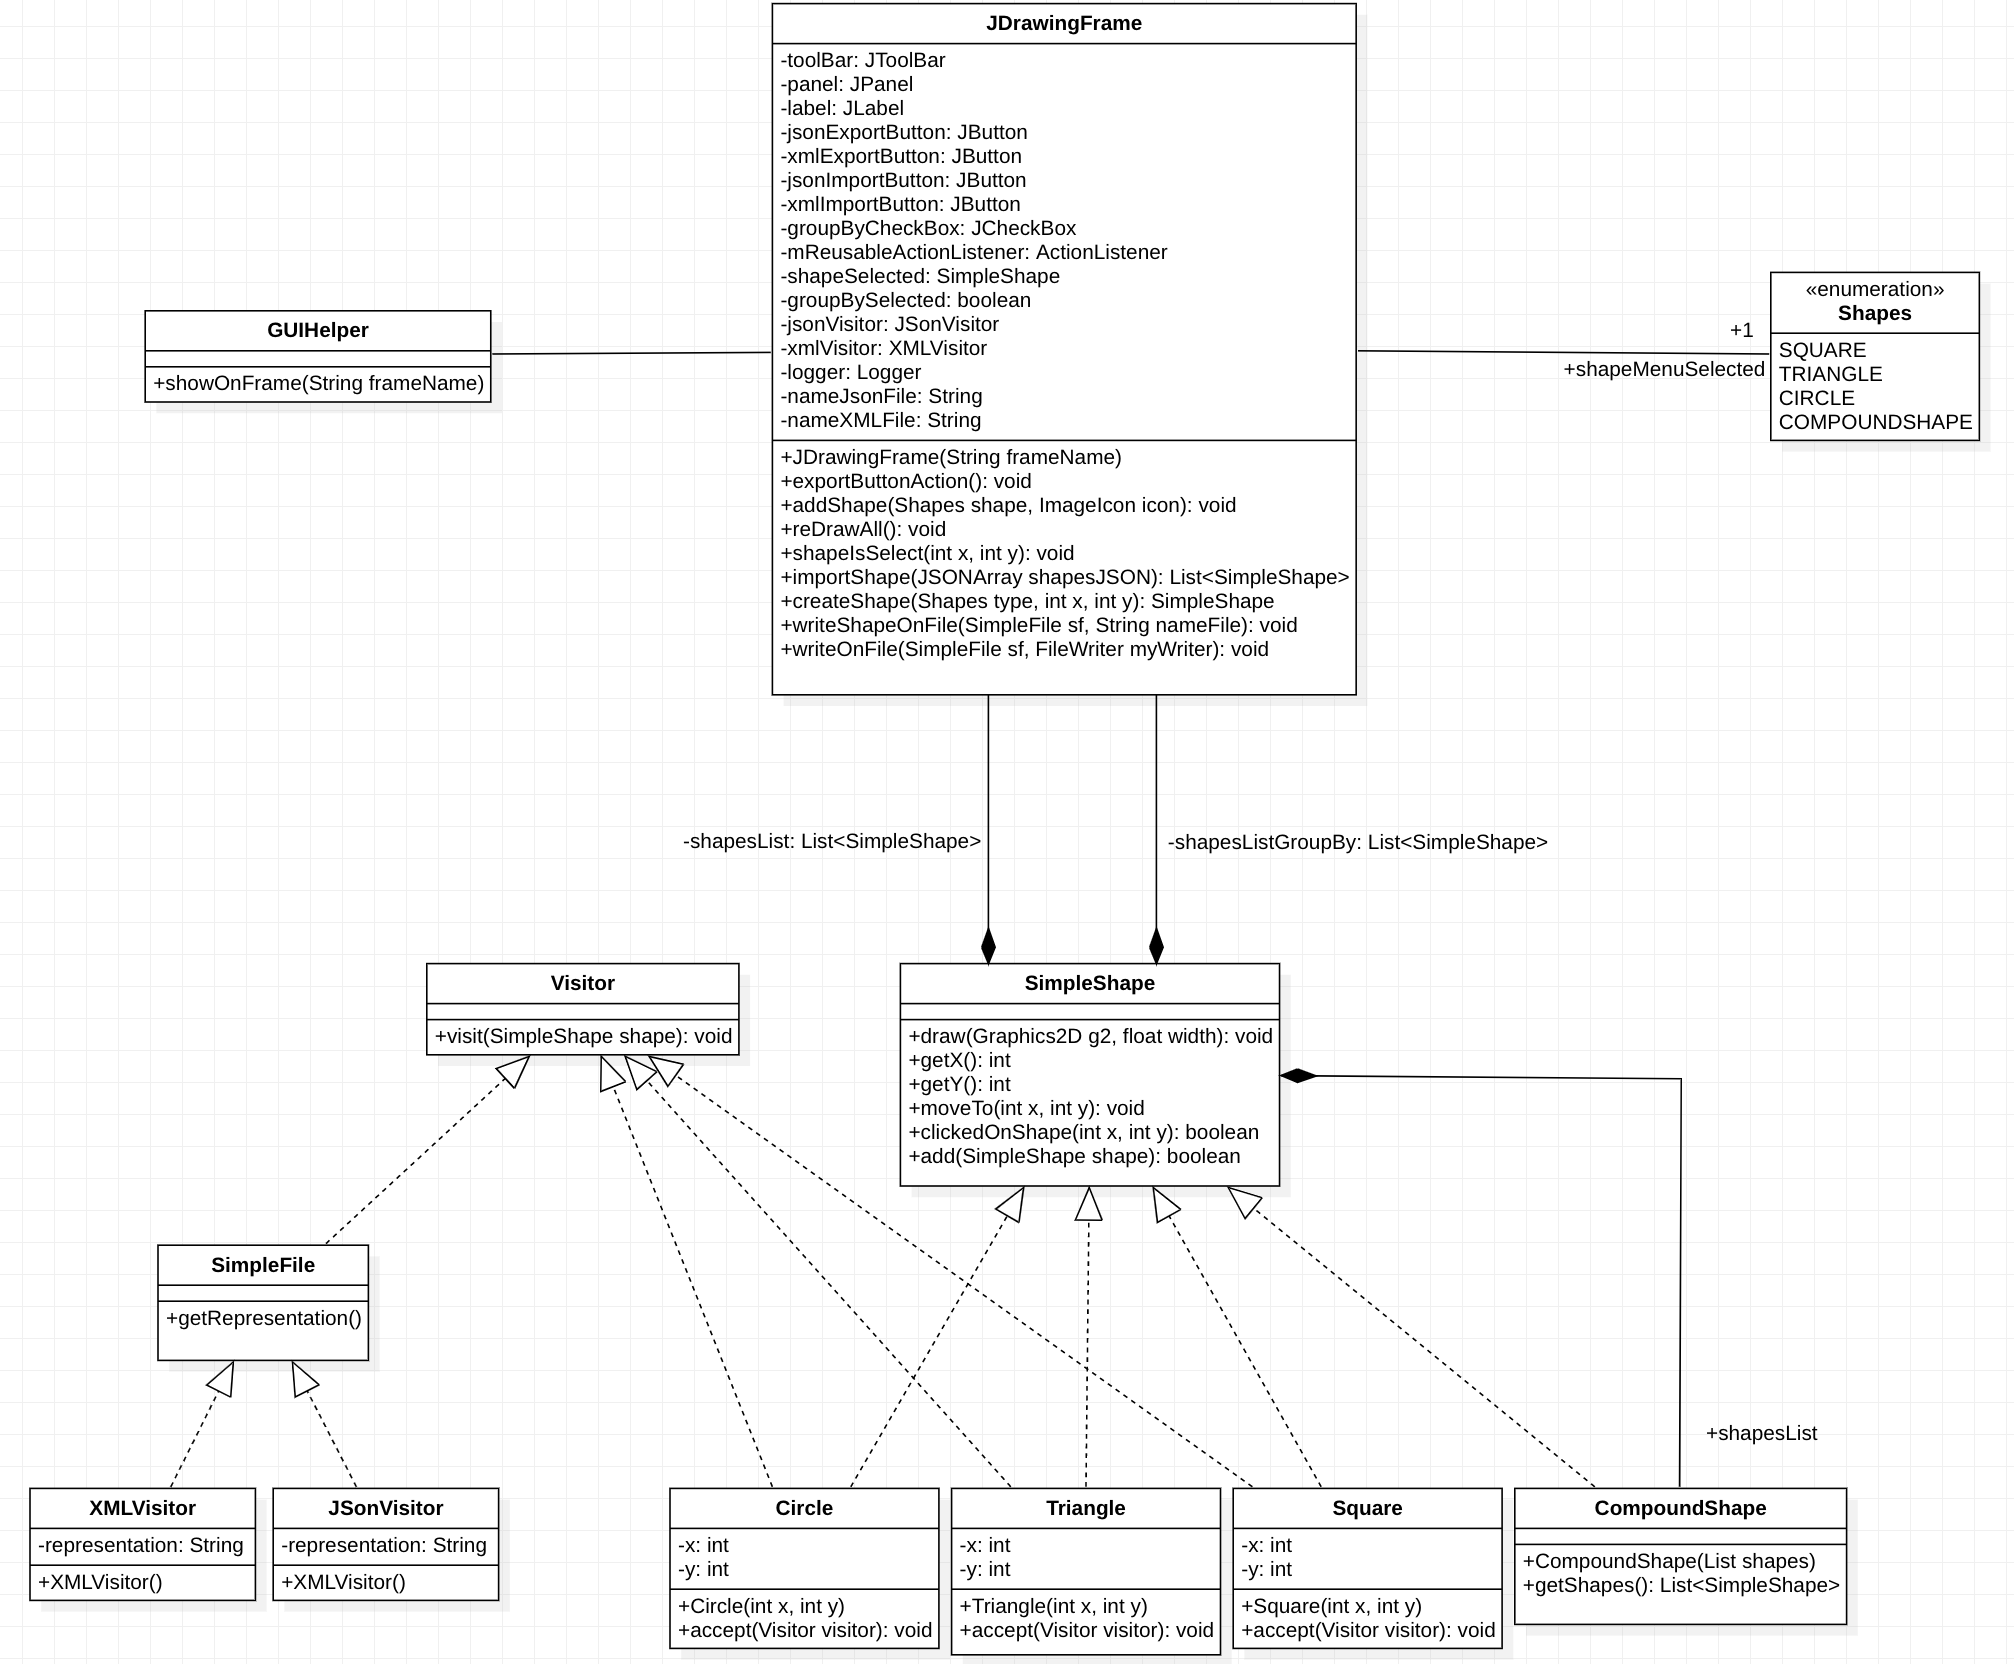 JDrawingFrame
-toolBar: JToolBar
-panel: JPanel
-label: JLabel
-jsonExportButton: JButton
-xmlExportButton: JButton
-jsonImportButton: JButton
-xmlImportButton: JButton
-groupByCheckBox: JCheckBox
-mReusableActionListener: ActionListener
-shapeSelected: SimpleShape
-groupBySelected: boolean
-jsonVisitor: JSonVisitor
-xmlVisitor: XMLVisitor
-logger: Logger
-nameJsonFile: String
-nameXMLFile: String
+JDrawingFrame(String frameName)
+exportButtonAction(): void
+addShape(Shapes shape, ImageIcon icon): void
+reDrawAll(): void
+shapeIsSelect(int x, int y): void
+importShape(JSONArray shapesJSON): List<SimpleShape>
+createShape(Shapes type, int x, int y): SimpleShape
+writeShapeOnFile(SimpleFile sf, String nameFile): void
+writeOnFile(SimpleFile sf, FileWriter myWriter): void
GUIHelper
+showOnFrame(String frameName)
+1
+shapeMenuSelected
«enumeration»
Shapes
SQUARE
TRIANGLE
CIRCLE
COMPOUNDSHAPE
-shapesList: List<SimpleShape>
-shapesListGroupBy: List<SimpleShape>
Visitor
+visit(SimpleShape shape): void
SimpleShape
+draw(Graphics2D g2, float width): void
+getX(): int
+getY(): int
+moveTo(int x, int y): void
+clickedOnShape(int x, int y): boolean
+add(SimpleShape shape): boolean
SimpleFile
+getRepresentation()
+shapesList
XMLVisitor
-representation: String
+XMLVisitor()
JSonVisitor
-representation: String
+XMLVisitor()
Circle
-x: int
-y: int
+Circle(int x, int y)
+accept(Visitor visitor): void
Triangle
-x: int
-y: int
+Triangle(int x, int y)
+accept(Visitor visitor): void
Square
-x: int
-y: int
+Square(int x, int y)
+accept(Visitor visitor): void
CompoundShape
+CompoundShape(List shapes)
+getShapes(): List<SimpleShape>